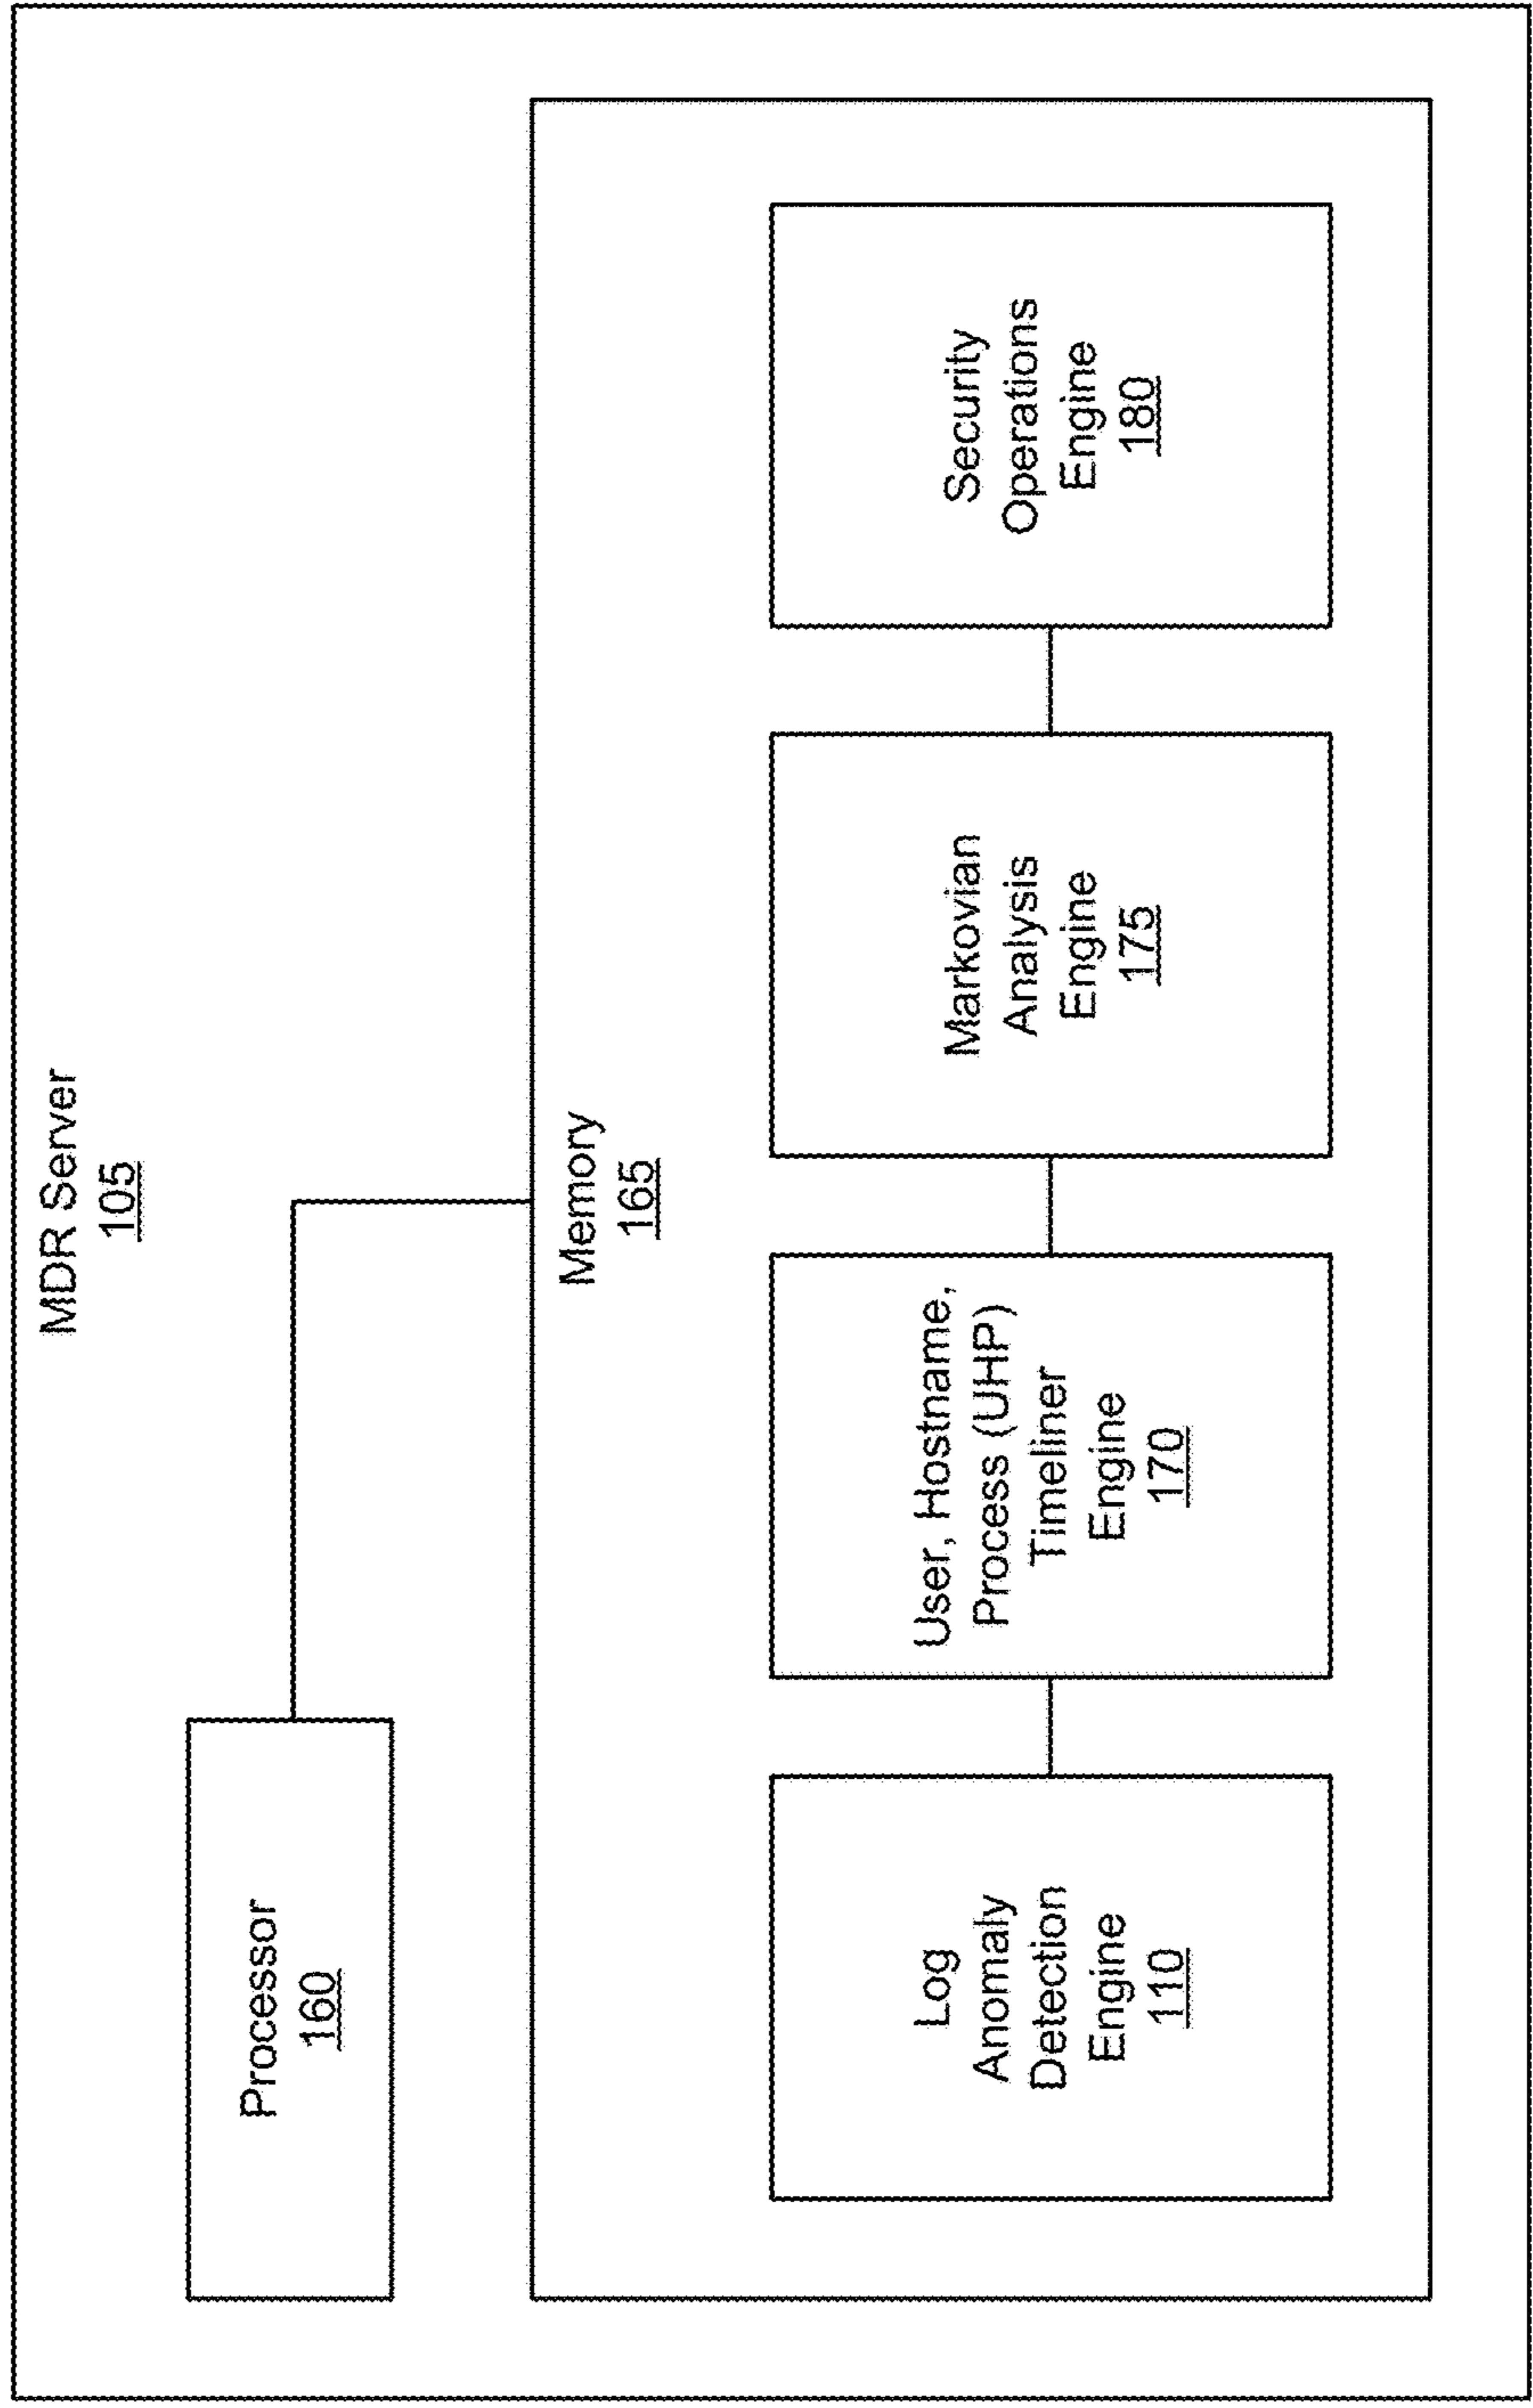 MDR Server
105
Processor
160
Memory
165
Log
Anomaly
Detection
Engine
110
User, Hostname,
Process (UHP)
Timeliner
Engine
170
Markovian
Analysis
Engine
175
Security
Operations
Engine
180